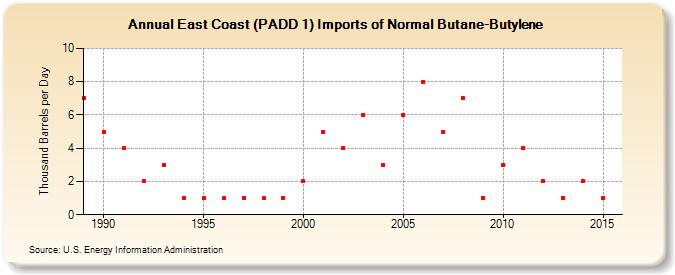 Annual East Coast (PADD 1) Imports of Normal Butane-Butylene
Thousand Barrels per Day
10
8
6
4
2
0
1990 1995 2000 2005 2010 2015
Source: U.S. Energy Information Administration